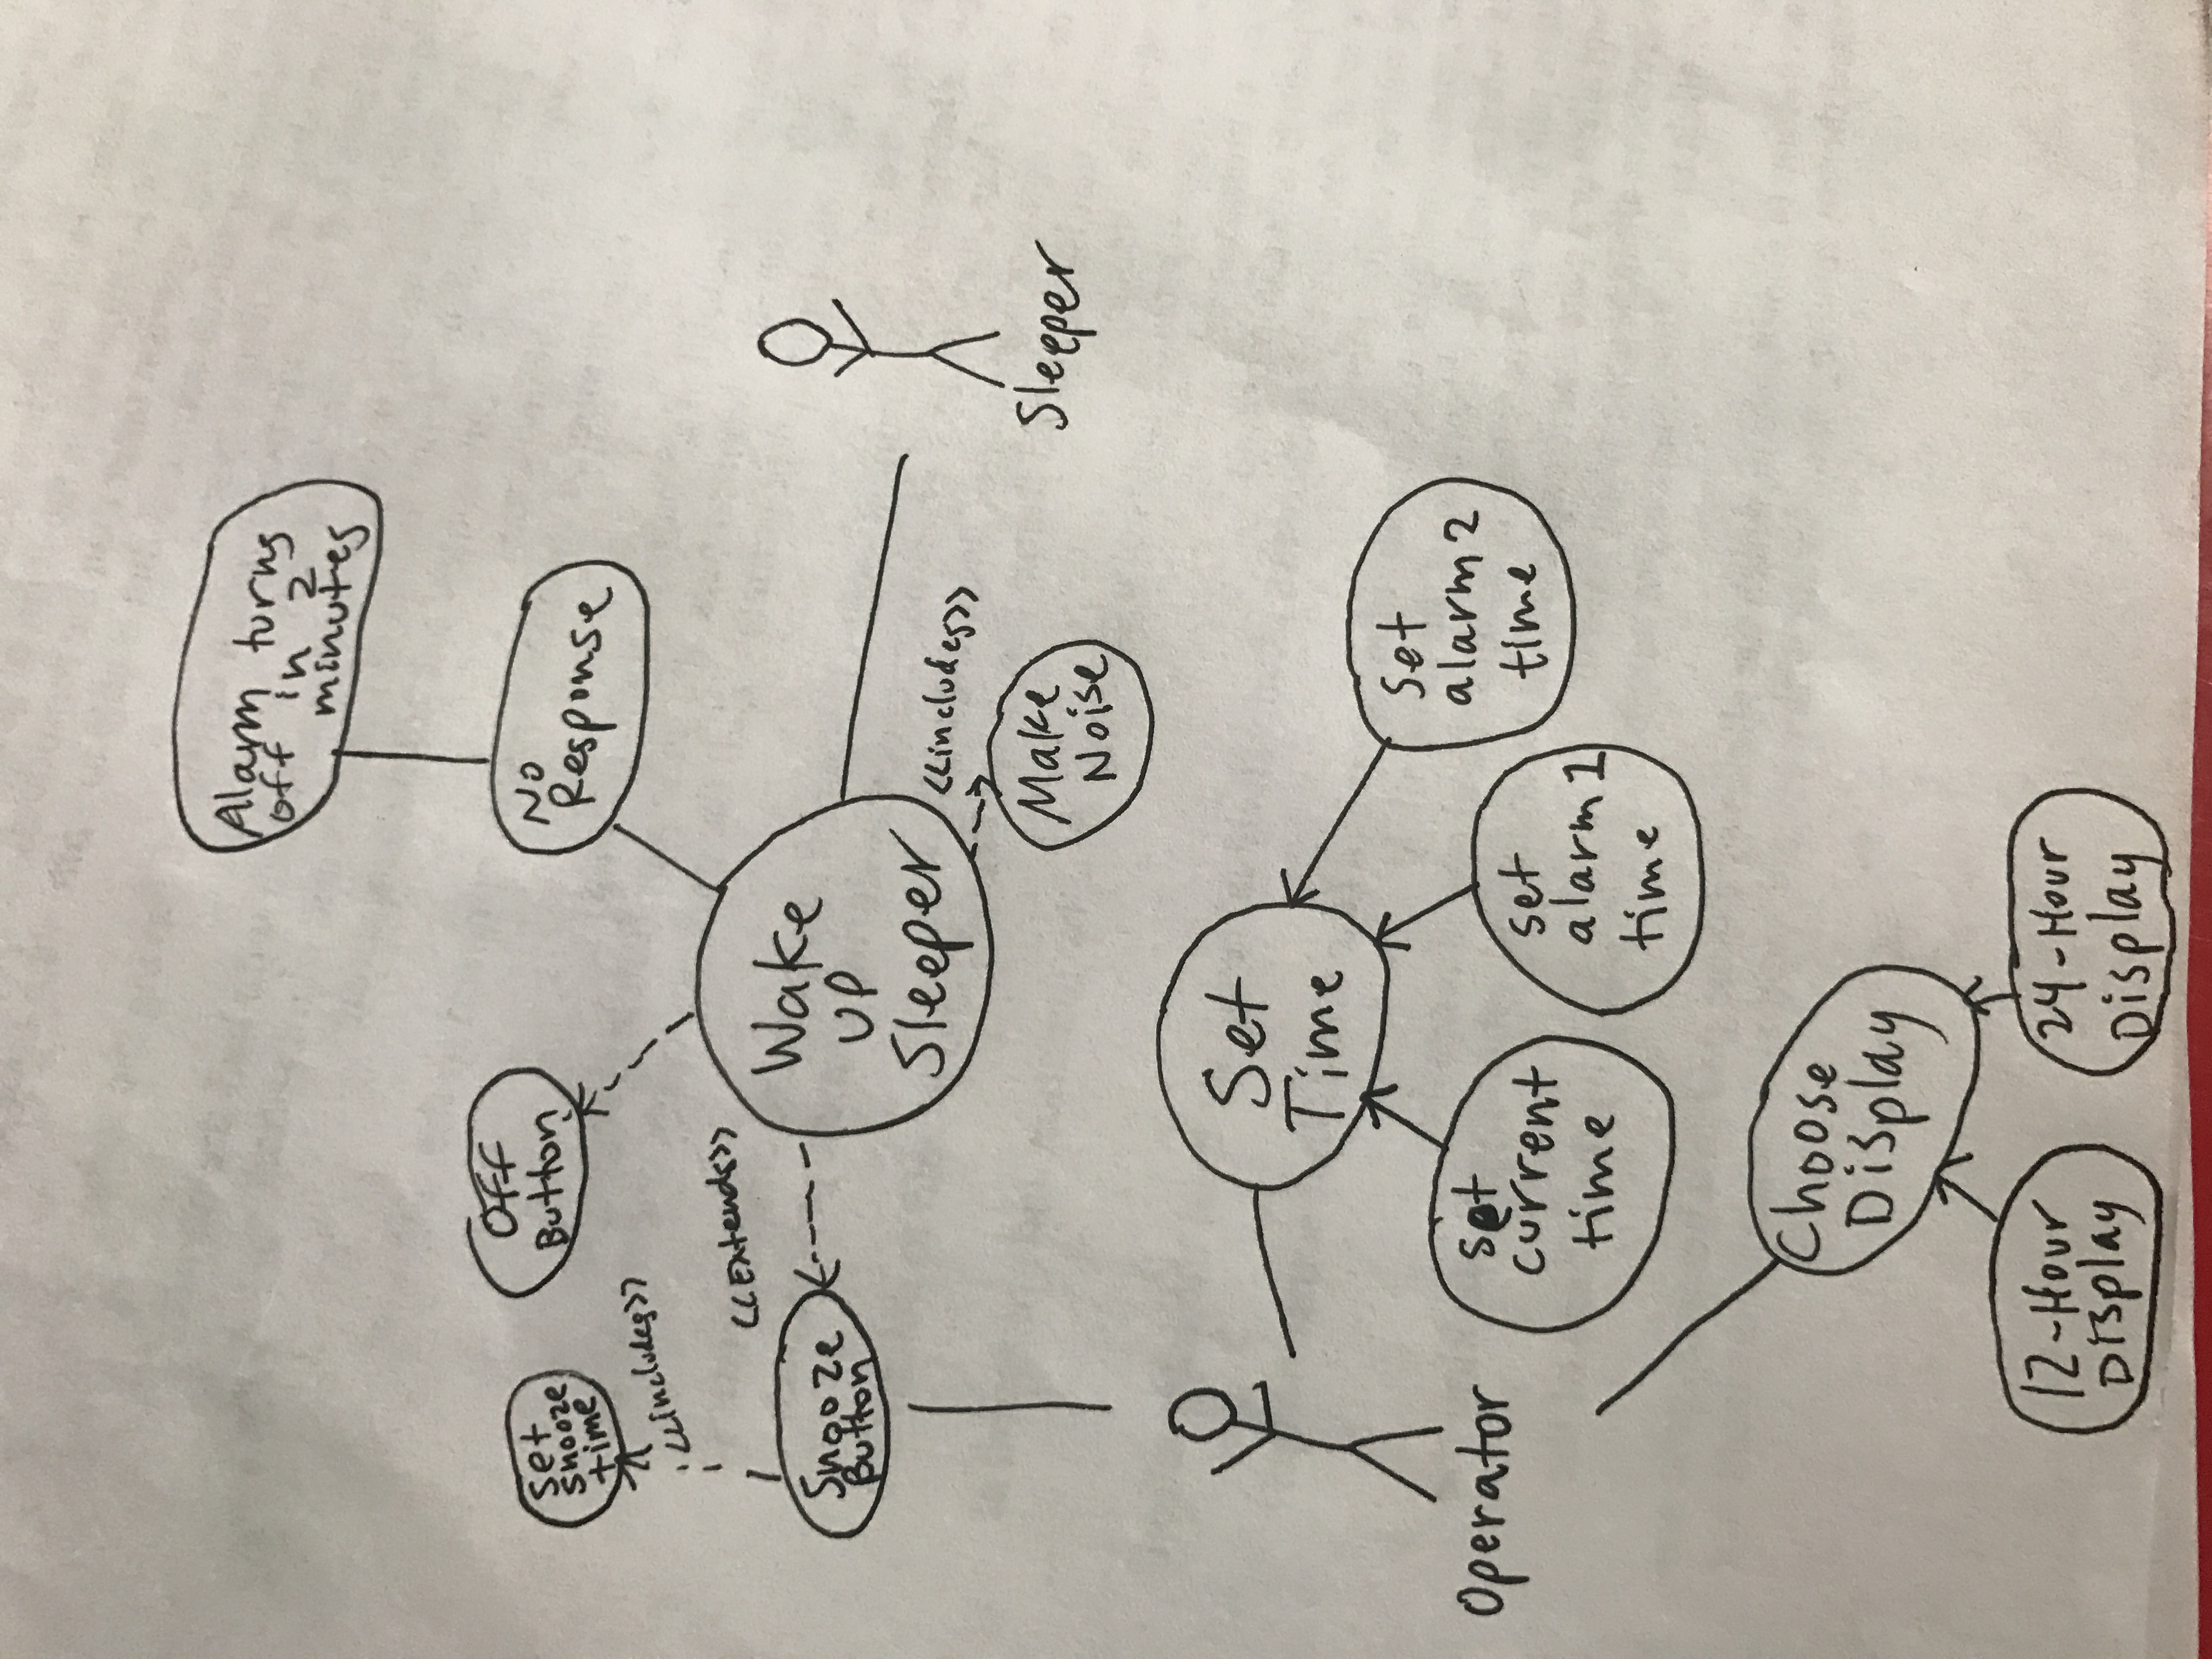 Set
snooze
time
<<includes>>
Off
Button
<<Extends>>
Snooze
Button
Alarm turns
off in 2
minutes
No
Response
Wake
up
Sleeper
<<includes>>
Make
Noise
Sleeper
Operator
Set
Time
Set
current
time
Set
alarm 1
time
Set
alarm 2
time
Choose
Display
12-Hour
Display
24-Hour
Display